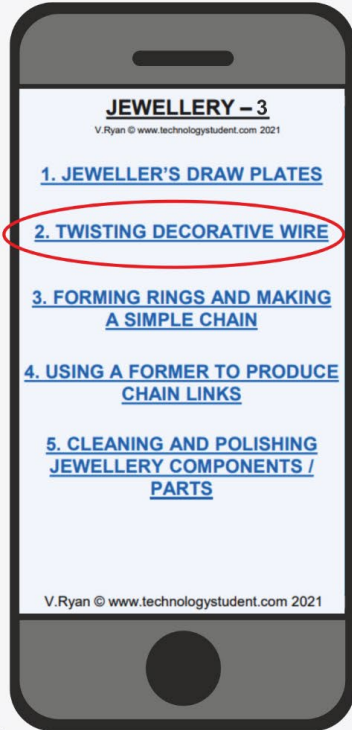 JEWELLERY – 3
V.Ryan © www.technologystudent.com 2021
1. JEWELLER'S DRAW PLATES
2. TWISTING DECORATIVE WIRE
3. FORMING RINGS AND MAKING
A SIMPLE CHAIN
4. USING A FORMER TO PRODUCE
CHAIN LINKS
5. CLEANING AND POLISHING
JEWELLERY COMPONENTS /
PARTS
V.Ryan © www.technologystudent.com 2021